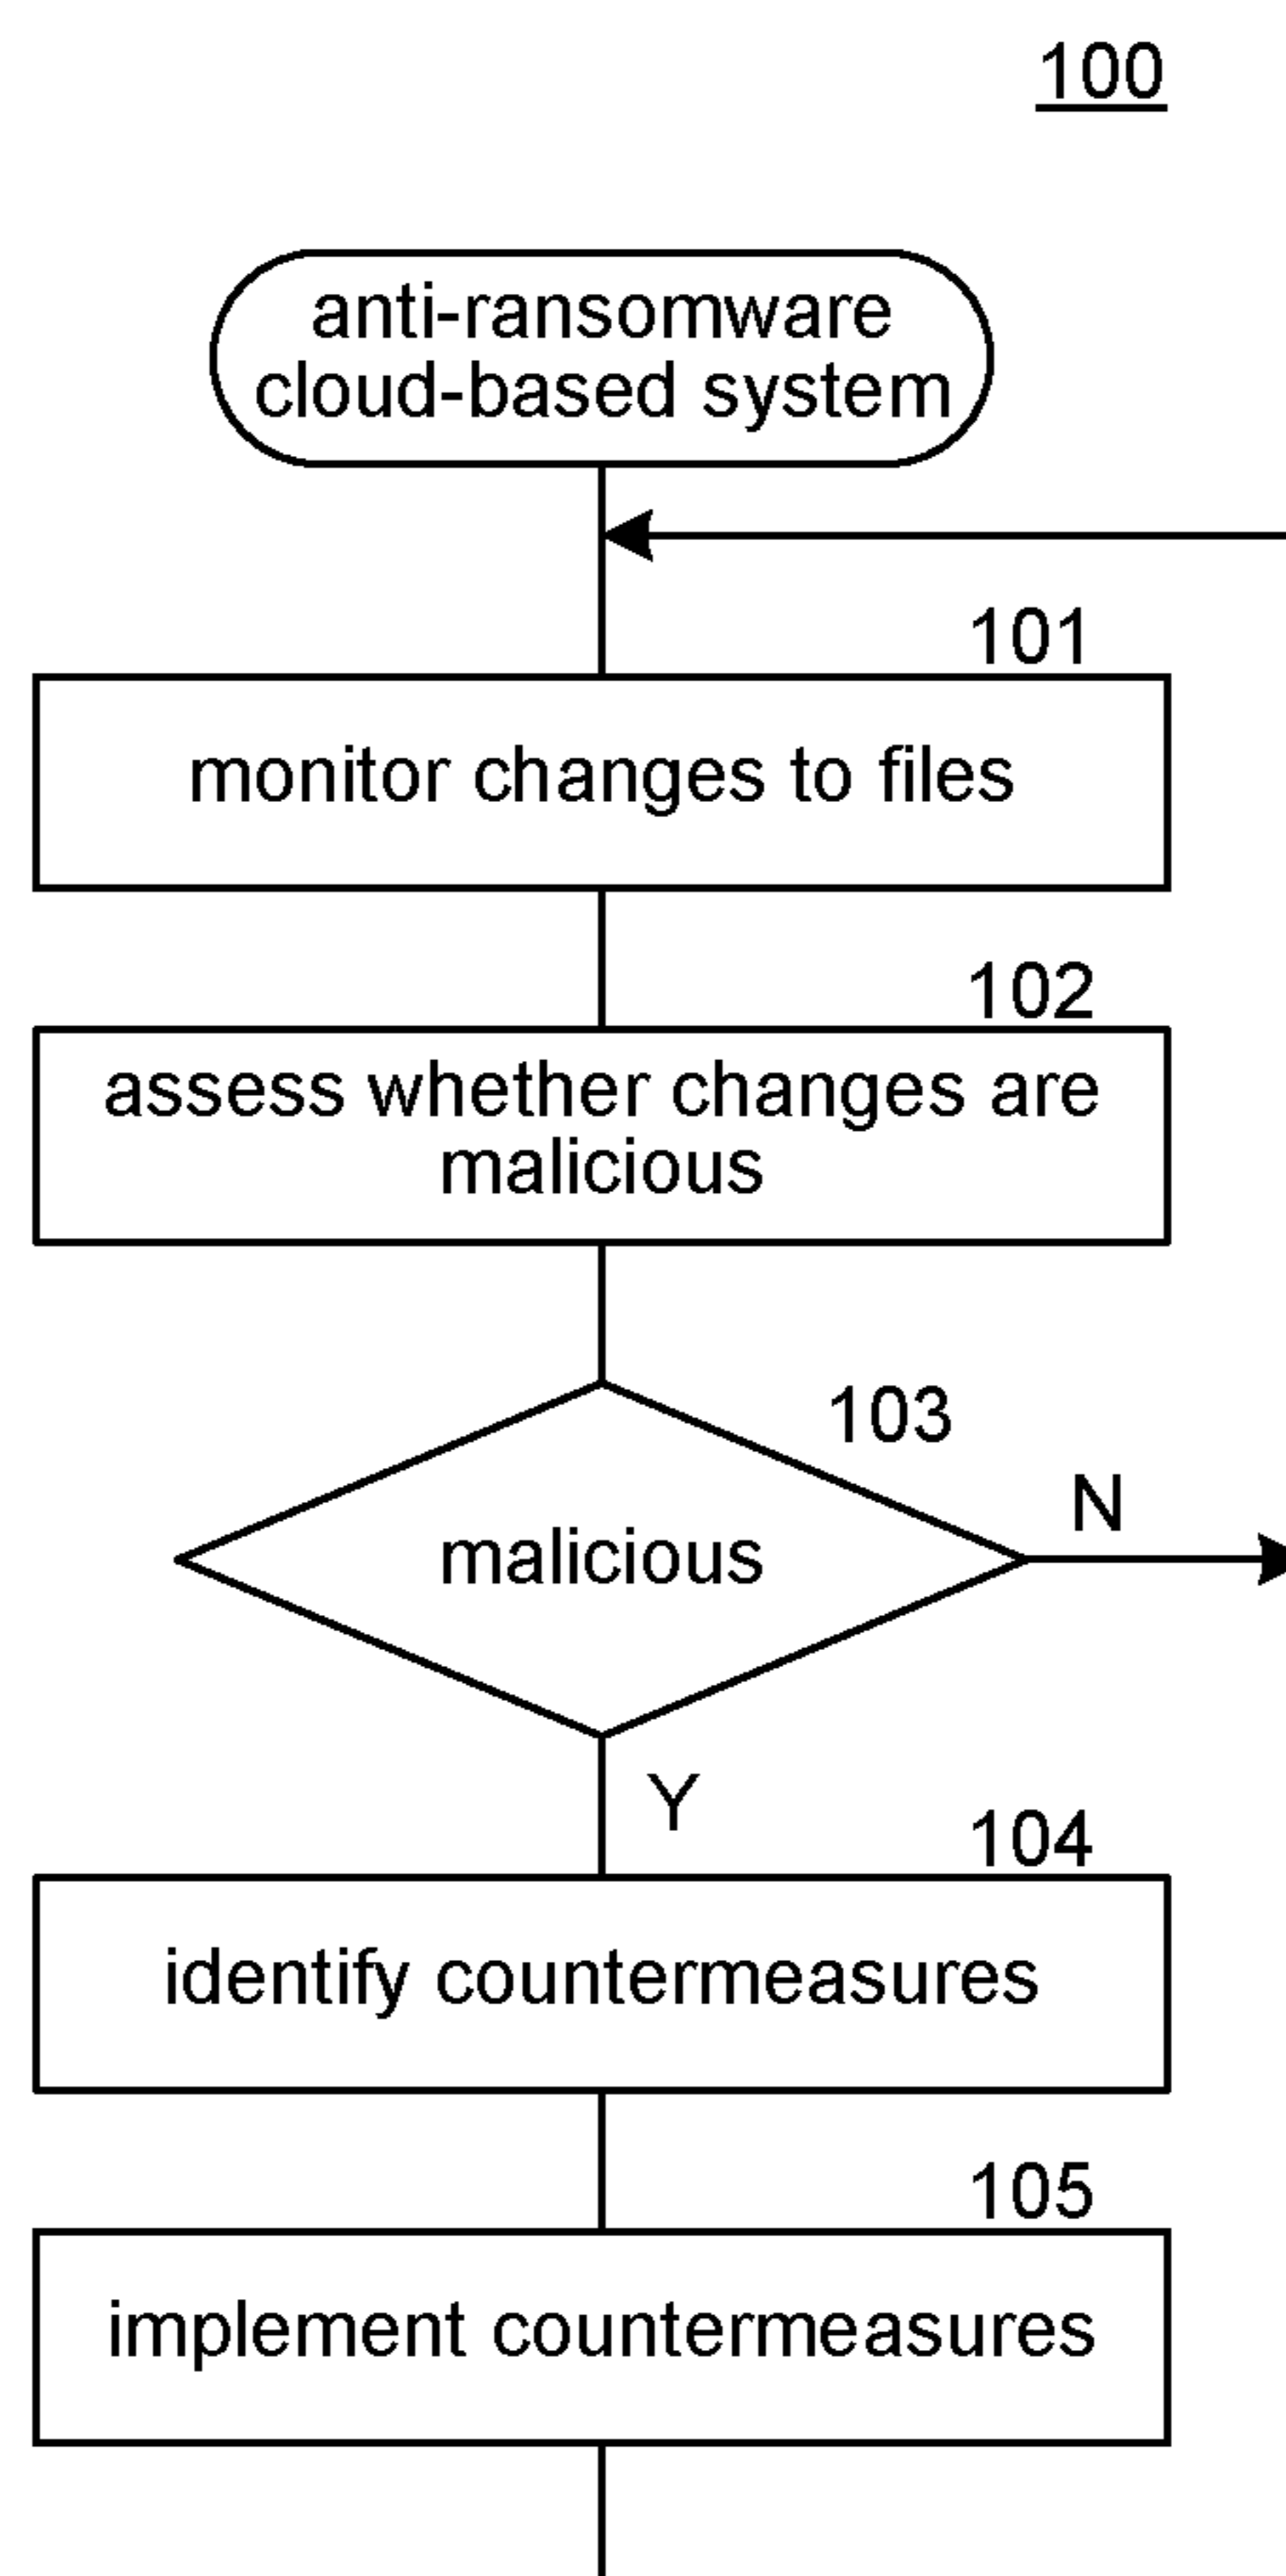 100
anti-ransomware
cloud-based system
101
monitor changes to files
102
assess whether changes are
malicious
103
malicious
N
Y
104
identify countermeasures
105
implement countermeasures